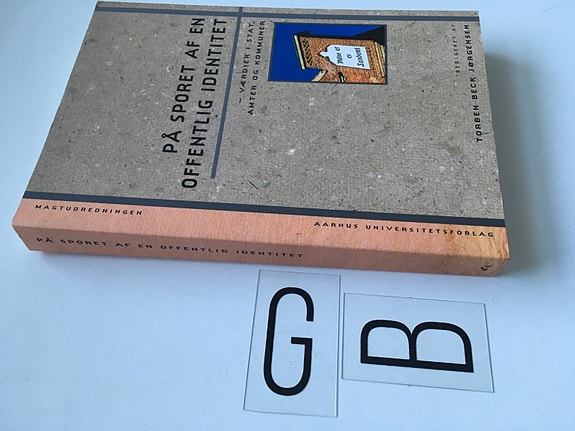 PÅ SPORET AF EN
OFFENTLIG IDENTITET
– VÆRDIER I STAT,
AMTER OG KOMMUNER
REDIGERET AF
TORBEN BECK JØRGENSEN
MAGTUDREDNINGEN
AARHUS UNIVERSITETSFORLAG
PÅ SPORET AF EN OFFENTLIG IDENTITET
G
B